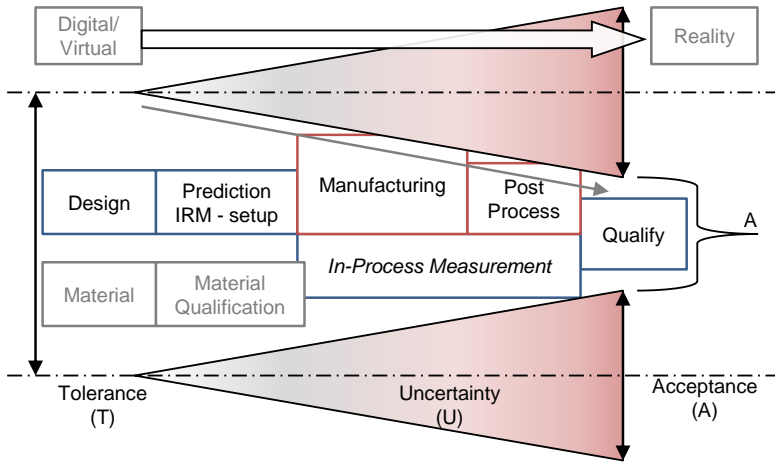 Digital/
Virtual
Reality
Design
Prediction
IRM - setup
Manufacturing
Post
Process
Qualify
A
In-Process Measurement
Material
Material
Qualification
Tolerance
(T)
Uncertainty
(U)
Acceptance
(A)